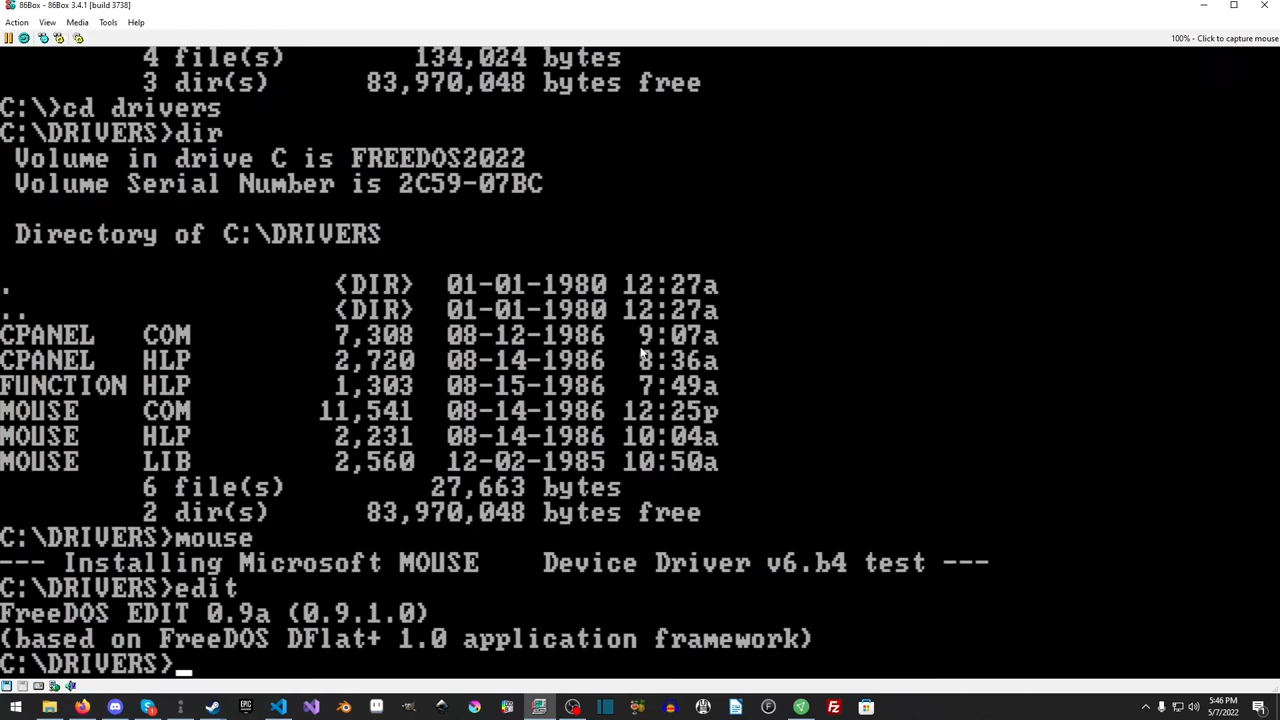 86Box - 86Box 3.4.1 [build 3738]
Action View Media Tools Help
100% - Click to capture mouse
4 file(s) 134,024 bytes
3 dir(s) 83,970,048 bytes free
C:\>cd drivers
C:\DRIVERS>dir
Volume in drive C is FREEDOS2022
Volume Serial Number is 2C59-07BC
Directory of C:\DRIVERS
. <DIR> 01-01-1980 12:27a
.. <DIR> 01-01-1980 12:27a
CPANEL COM 7,308 08-12-1986 9:07a
CPANEL HLP 2,720 08-14-1986 8:36a
FUNCTION HLP 1,303 08-15-1986 7:49a
MOUSE COM 11,541 08-14-1986 12:25p
MOUSE HLP 2,231 08-14-1986 10:04a
MOUSE LIB 2,560 12-02-1985 10:50a
6 file(s) 27,663 bytes
2 dir(s) 83,970,048 bytes free
C:\DRIVERS>mouse
--- Installing Microsoft MOUSE Device Driver v6.b4 test ---
C:\DRIVERS>edit
FreeDOS EDIT 0.9a (0.9.1.0)
(based on FreeDOS DFlat+ 1.0 application framework)
C:\DRIVERS>
5:46 PM
5/7/2022